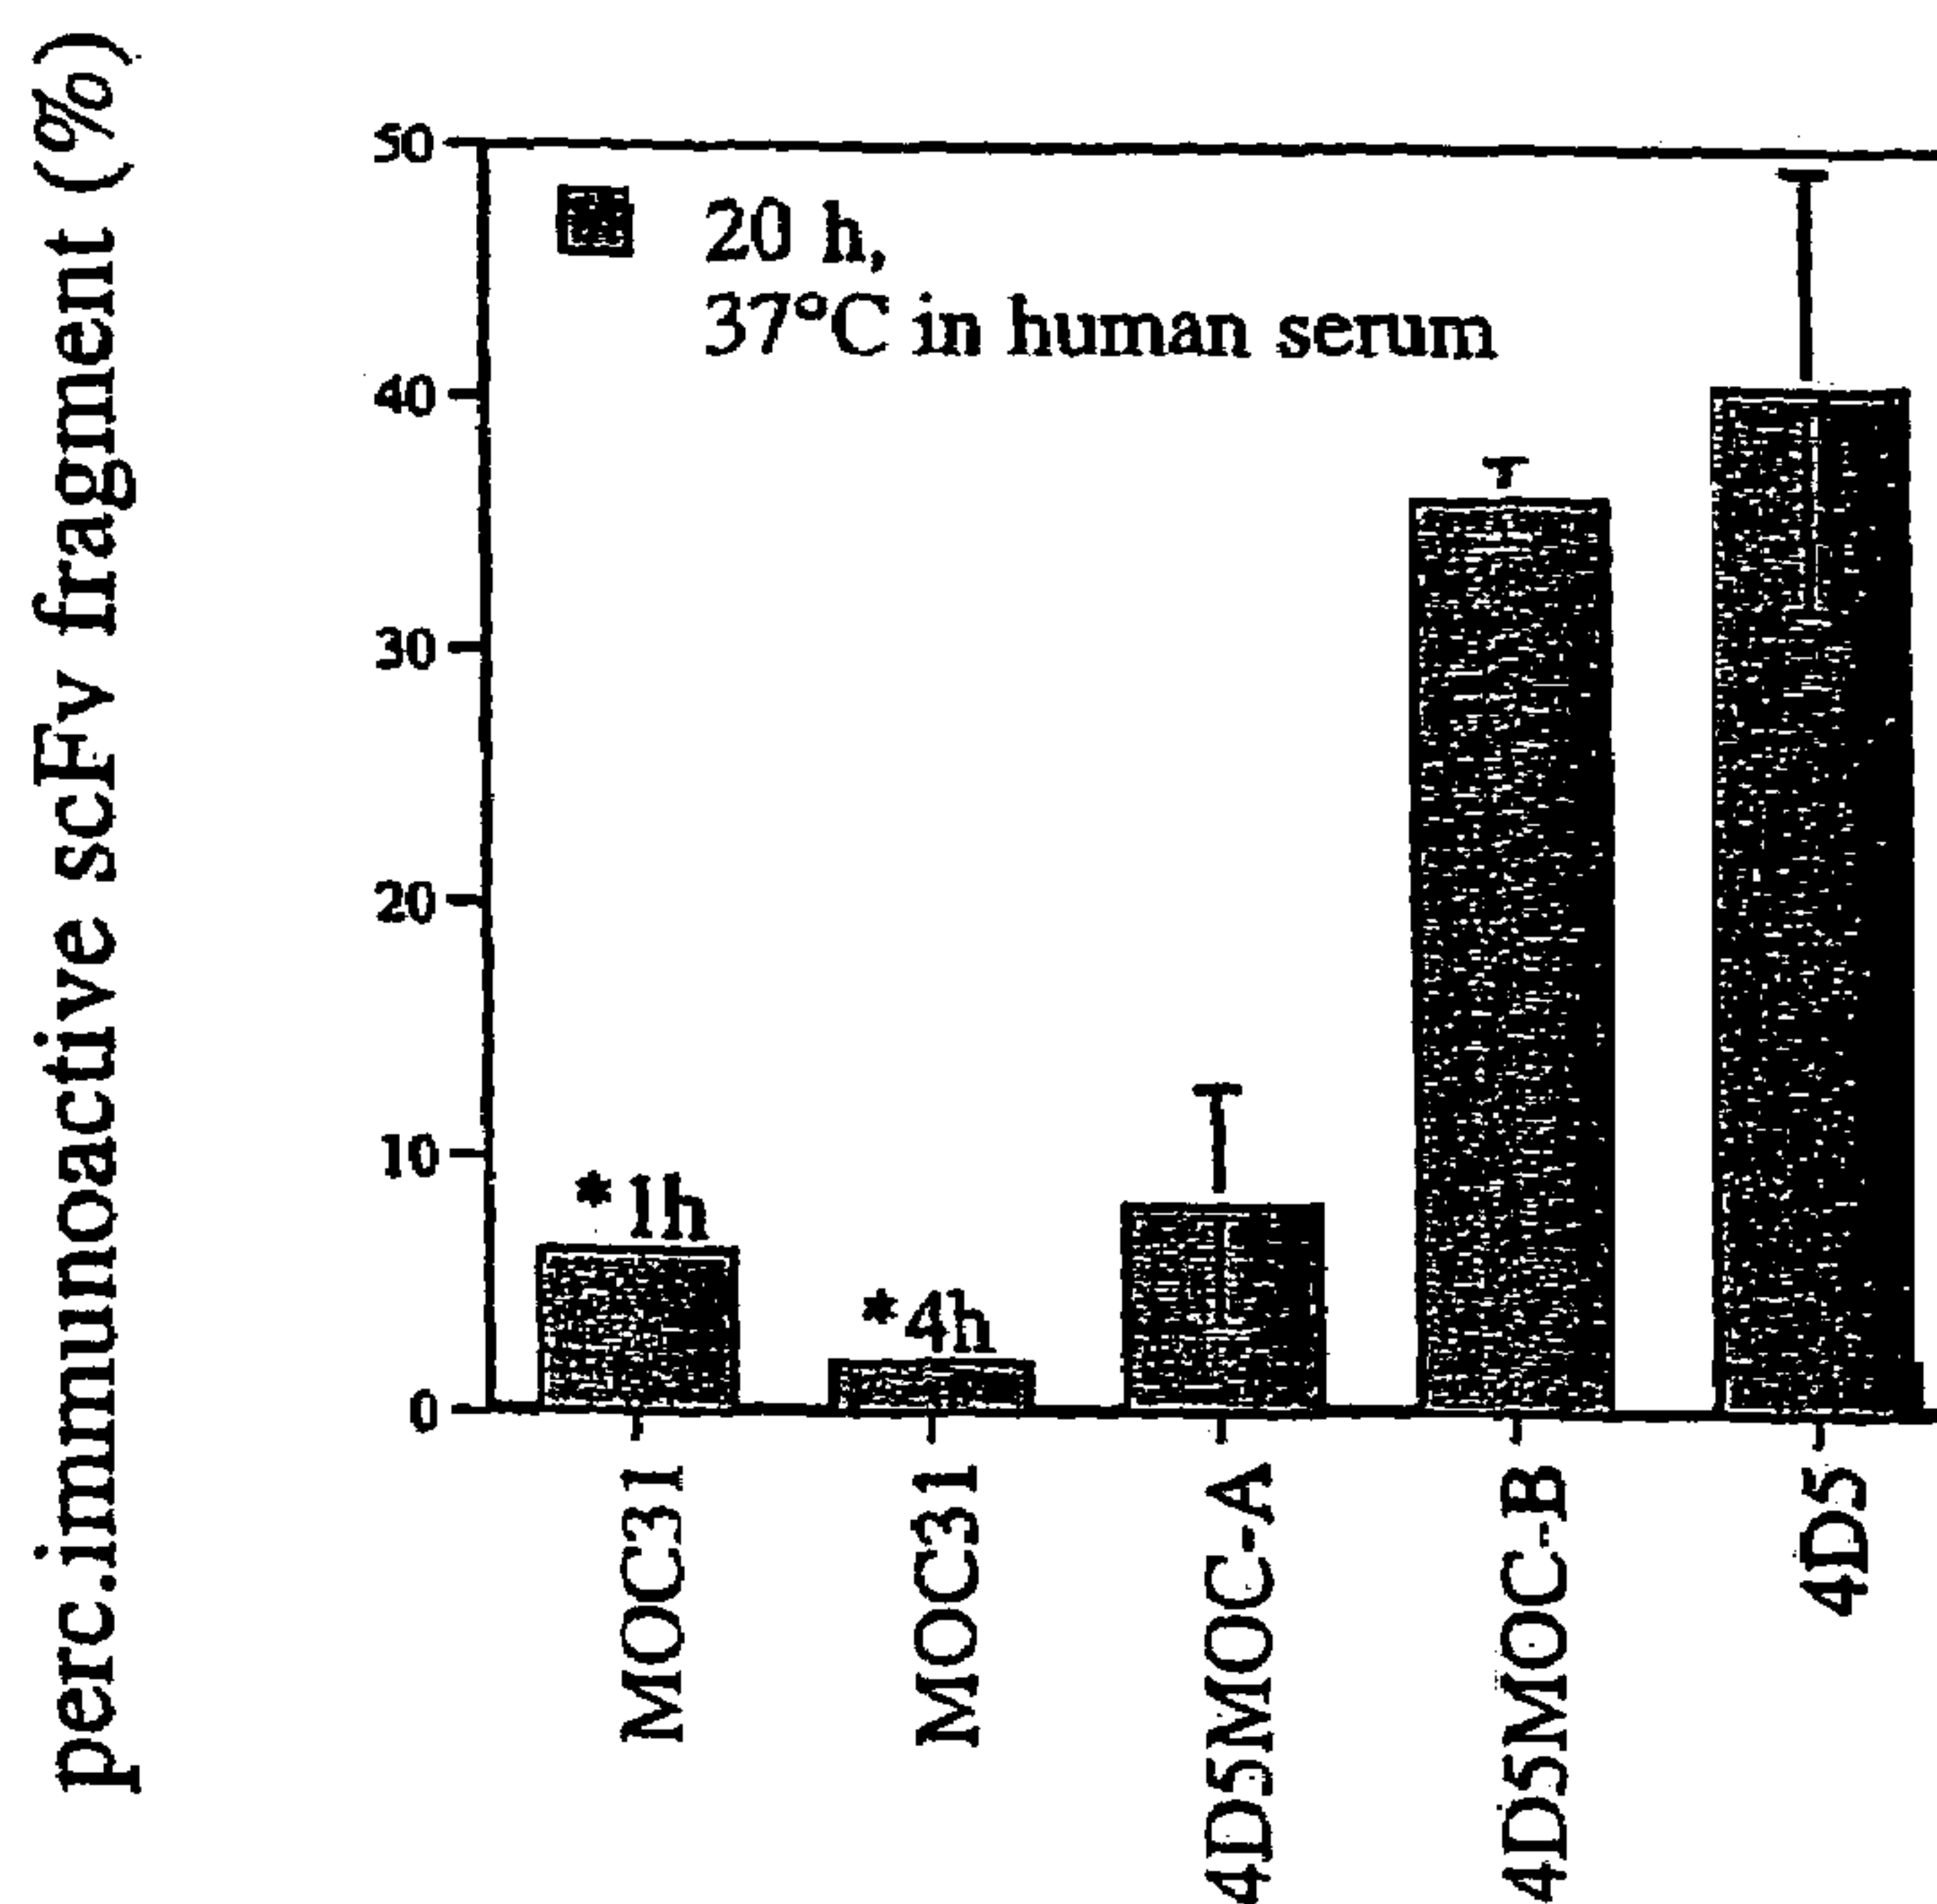 perc.immunoactive scFv fragment (%)
50
40
30
20
10
0
20 h,
37°C in human serum
*1h
*4h
MOC31
MOC31
4D5MOC-A
4D5MOC-B
4D5